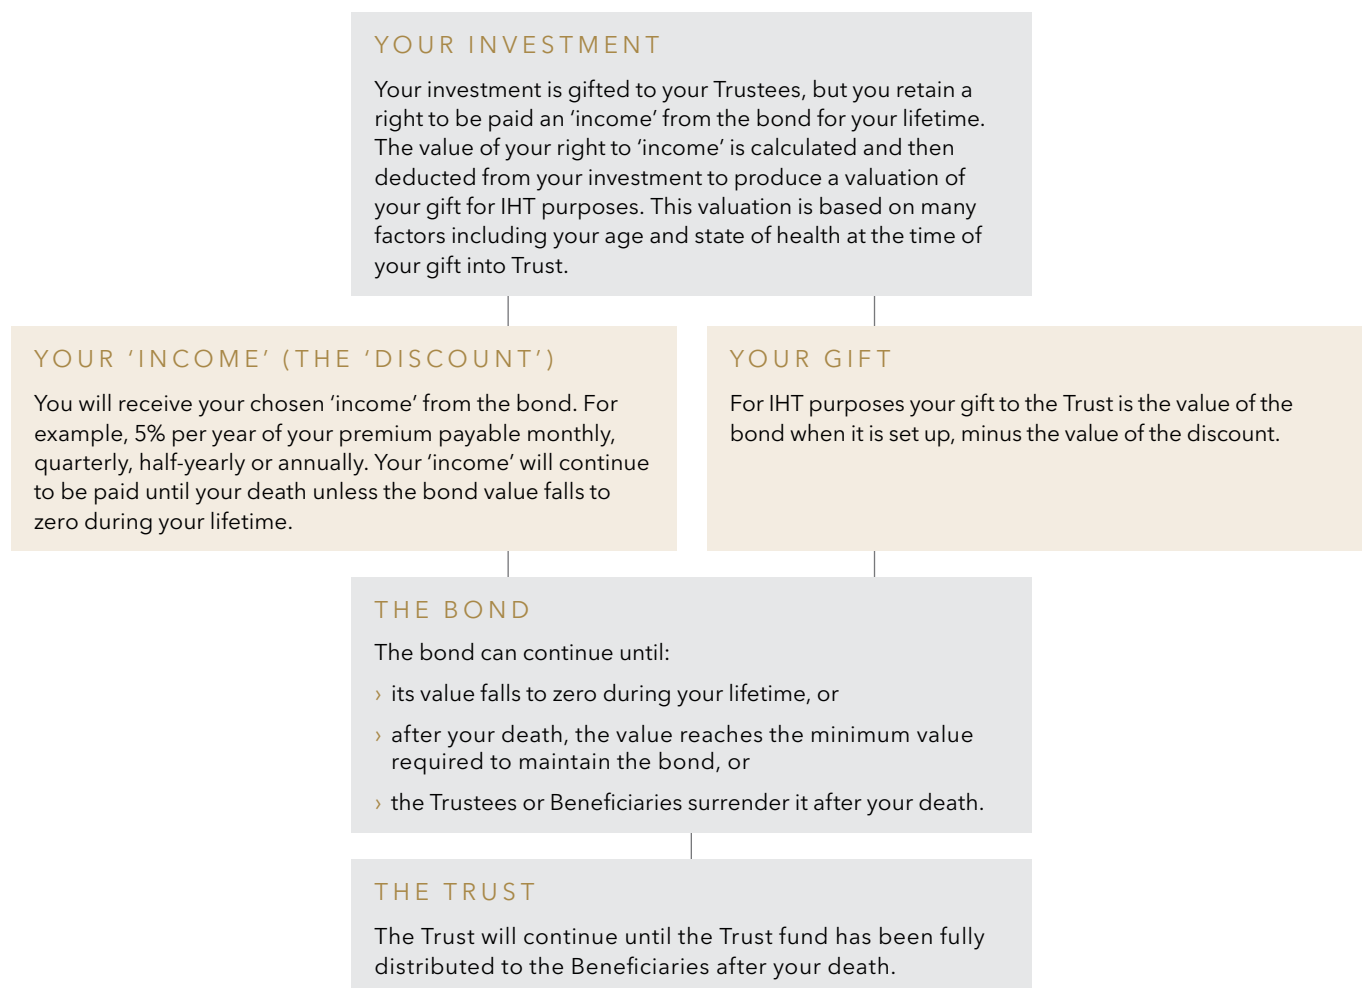 YOUR INVESTMENT
Your investment is gifted to your Trustees, but you retain a
right to be paid an ‘income’ from the bond for your lifetime.
The value of your right to ‘income’ is calculated and then
deducted from your investment to produce a valuation of
your gift for IHT purposes. This valuation is based on many
factors including your age and state of health at the time of
your gift into Trust.
YOUR ‘INCOME’ (THE ‘DISCOUNT’)
You will receive your chosen ‘income’ from the bond. For
example, 5% per year of your premium payable monthly,
quarterly, half-yearly or annually. Your ‘income’ will continue
to be paid until your death unless the bond value falls to
zero during your lifetime.
YOUR GIFT
For IHT purposes your gift to the Trust is the value of the
bond when it is set up, minus the value of the discount.
THE BOND
The bond can continue until:
› its value falls to zero during your lifetime, or
› after your death, the value reaches the minimum value
required to maintain the bond, or
› the Trustees or Beneficiaries surrender it after your death.
THE TRUST
The Trust will continue until the Trust fund has been fully
distributed to the Beneficiaries after your death.